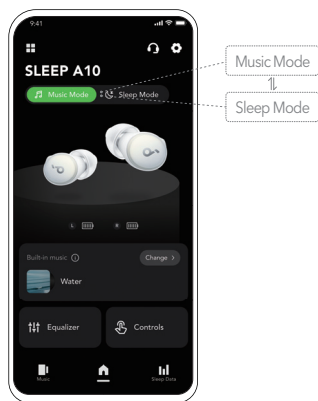 9:41
SLEEP A10
Music Mode
Sleep Mode
Music Mode
Sleep Mode
L
R
Built-in music
Change >
Water
Equalizer
Controls
Music
Sleep Data